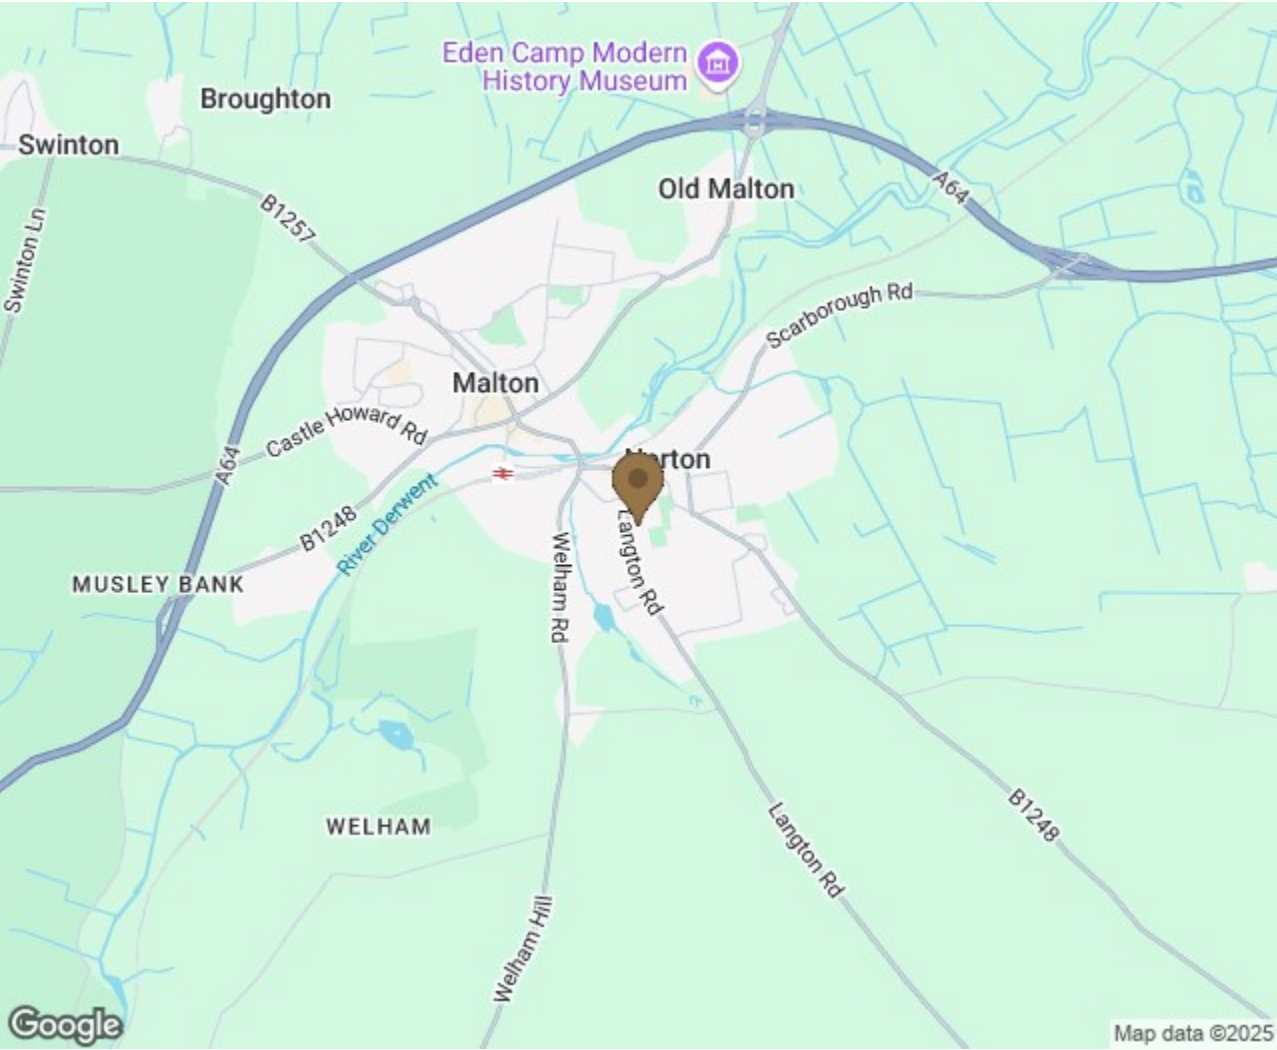 Eden Camp Modern
History Museum
Broughton
Swinton
Old Malton
A64
B1257
Swinton Ln
Scarborough Rd
Malton
Castle Howard Rd
A64
Norton
River Derwent
B1248
Langton Rd
Welham Rd
MUSLEY BANK
WELHAM
Langton Rd
B1248
Welham Hill
Google
Map data ©2025